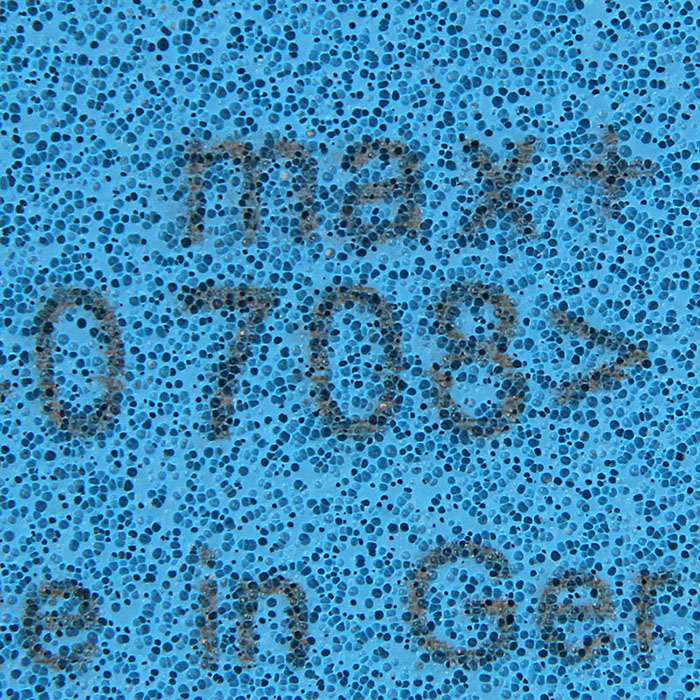 max+
0708>
e in Ger